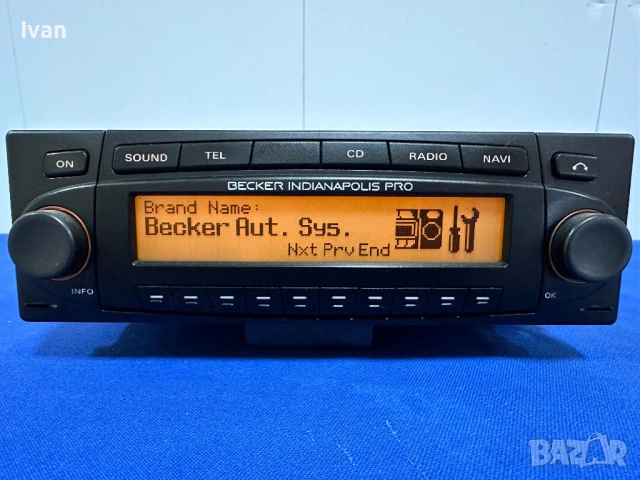 Ivan
ON SOUND TEL CD RADIO NAVI
BECKER INDIANAPOLIS PRO
Brand Name:
Becker Aut. Sys.
Nxt Prv End
INFO OK
BAZAR